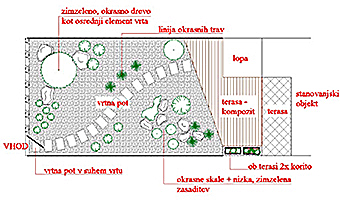 zimzeleno, okrasno drevo
kot osrednji element vrta
linija okrasnih trav
lopa
stanovanjski
objekt
vrtna pot
terasa -
kompozit
terasa
VHOD
ob terasi 2x korito
vrtna pot v suhem vrtu
okrasne skale + nizka, zimzelena
zasaditev